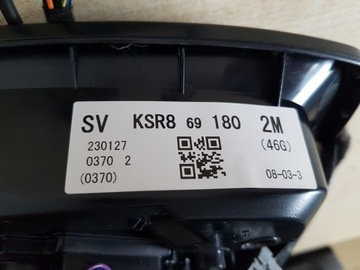 SV KSR8 69 180 2M
230127 (46G)
0370 2
(0370) 08-03-3